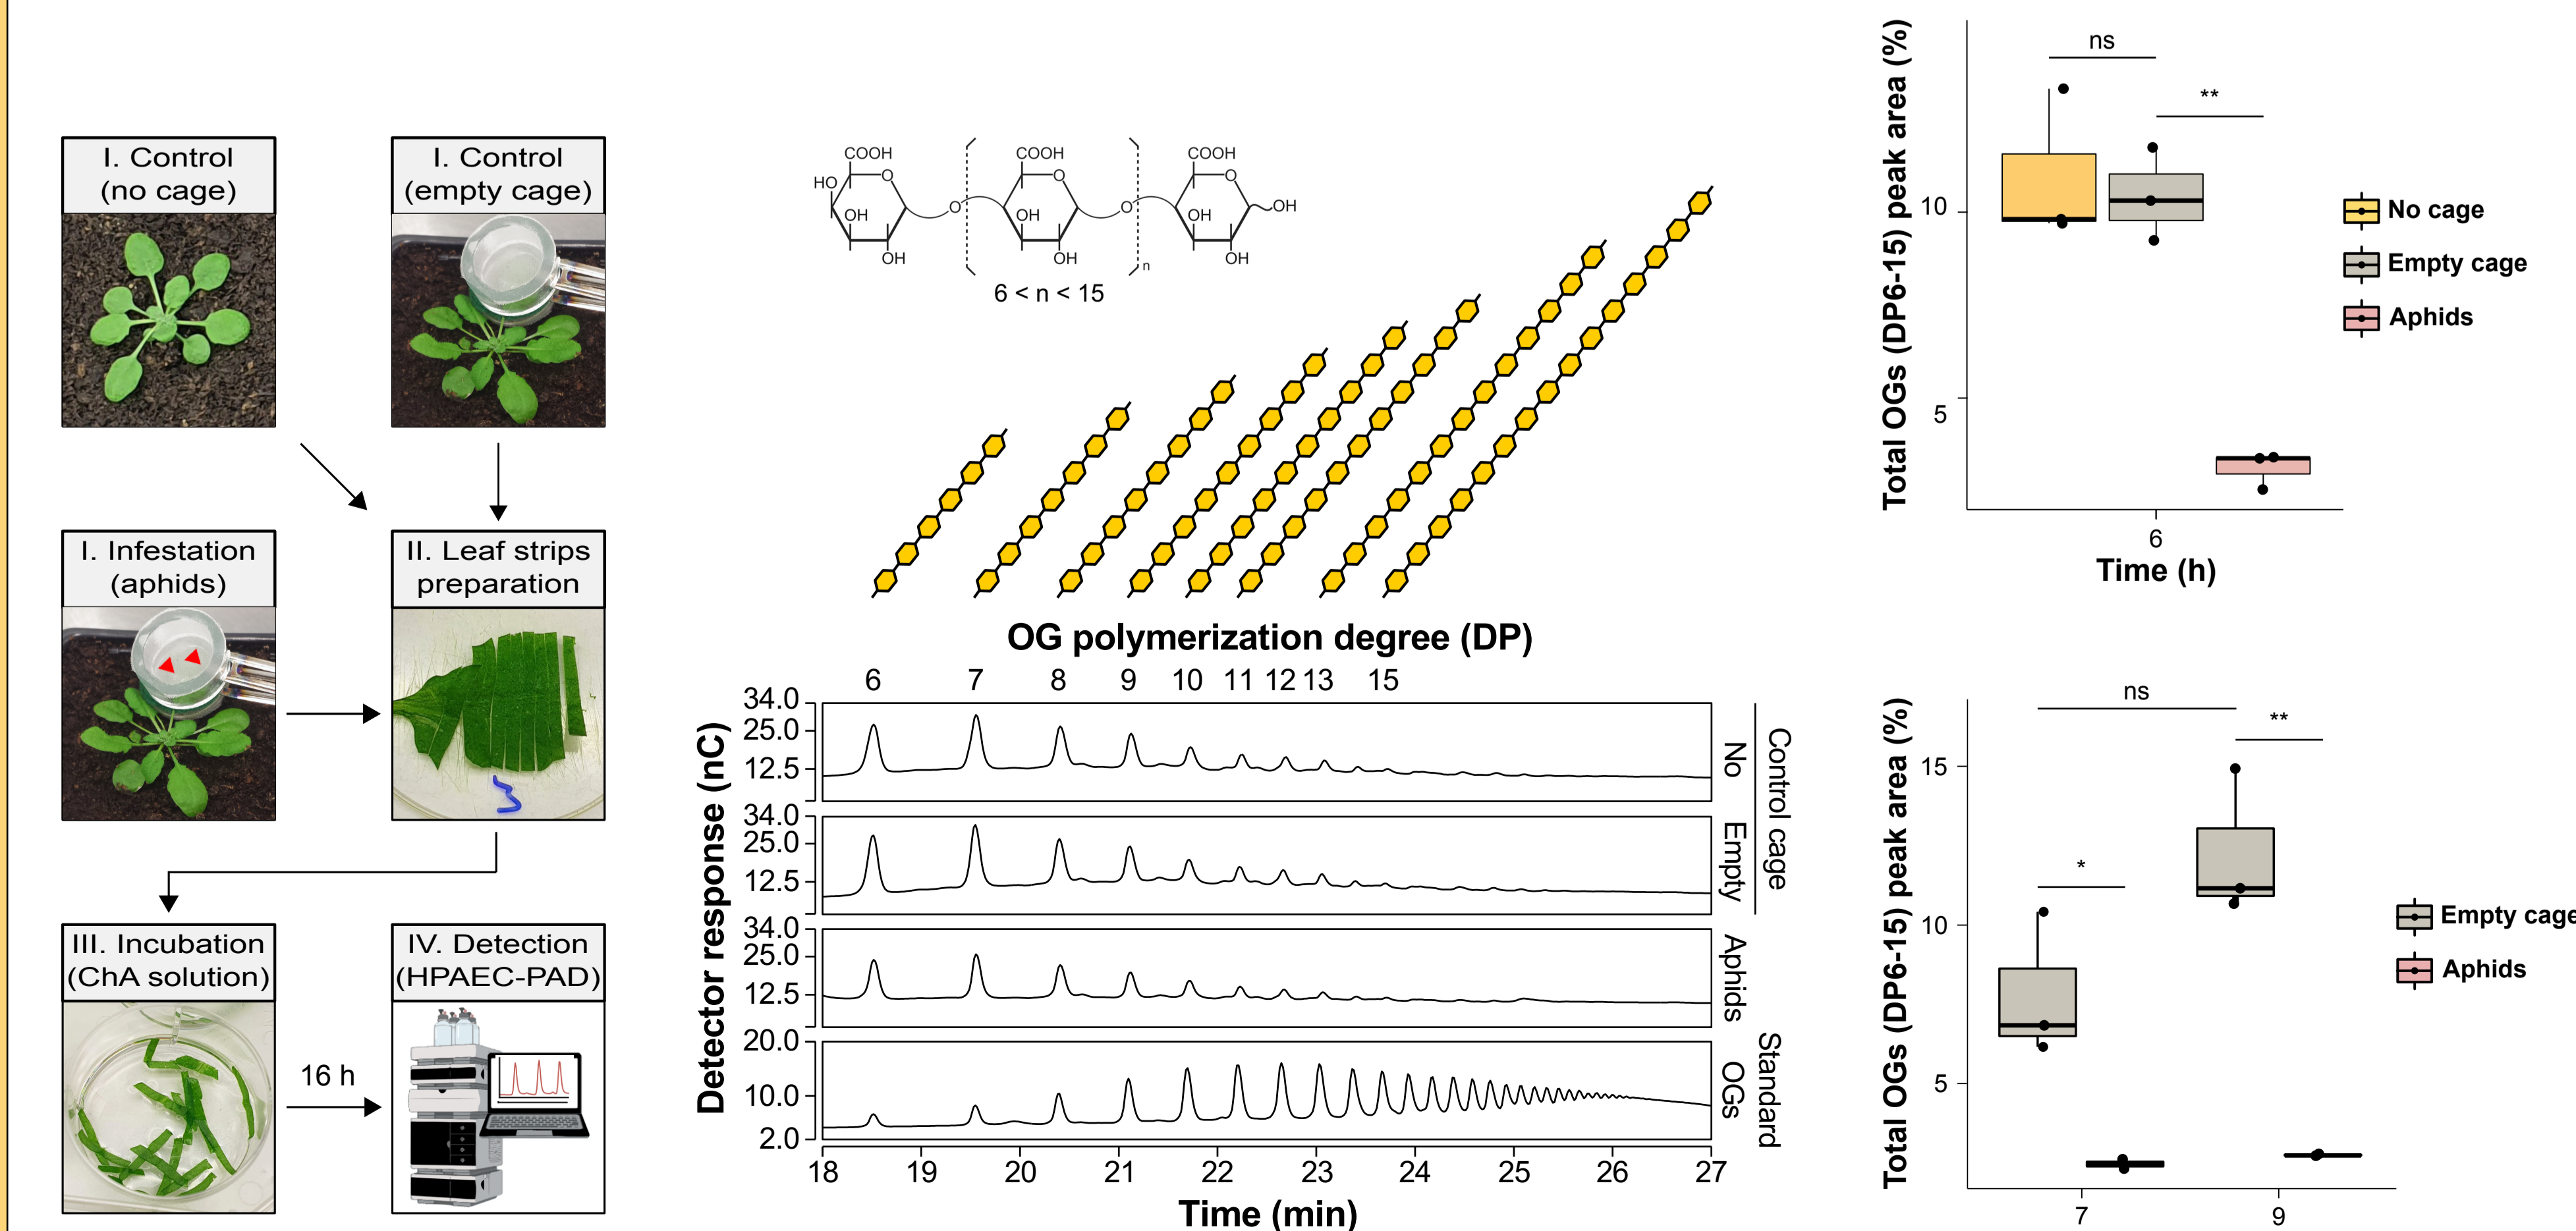 I. Control
(no cage)
I. Control
(empty cage)
I. Infestation
(aphids)
II. Leaf strips
preparation
III. Incubation
(ChA solution)
16 h
IV. Detection
(HPAEC-PAD)
COOH
COOH
COOH
HO
O
O
O
O
O
OH
OH
OH
OH
OH
OH
OH
n
6 < n < 15
OG polymerization degree (DP)
6 7 8 9 10 11 12 13 15
Detector response (nC)
34.0
25.0
12.5
No
34.0
25.0
12.5
Empty
Control cage
34.0
25.0
12.5
Aphids
20.0
10.0
2.0
OGs
Standard
18 19 20 21 22 23 24 25 26 27
Time (min)
Total OGs (DP6-15) peak area (%)
10
5
ns
**
6
Time (h)
No cage
Empty cage
Aphids
Total OGs (DP6-15) peak area (%)
15
10
5
ns
**
*
7 9
Empty cage
Aphids